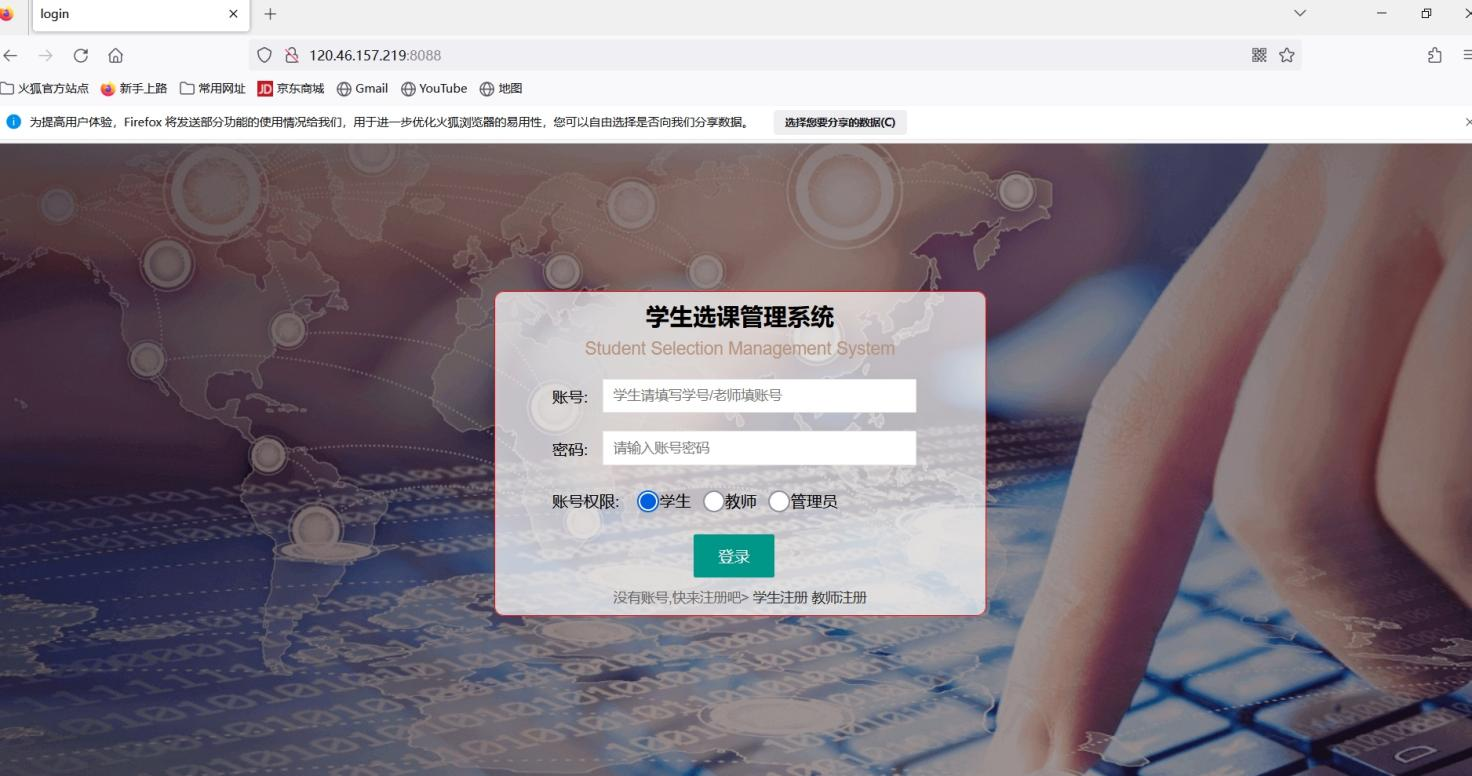 login
120.46.157.219:8088
火狐官方站点 新手上路 常用网址 JD 京东商城 Gmail YouTube 地图
为提高用户体验，Firefox 将发送部分功能的使用情况给我们，用于进一步优化火狐浏览器的易用性，您可以自由选择是否向我们分享数据。 选择您要分享的数据(C)
学生选课管理系统
Student Selection Management System
账号: 学生请填写学号/老师填账号
密码: 请输入账号密码
账号权限: 学生 教师 管理员
登录
没有账号,快来注册吧> 学生注册 教师注册